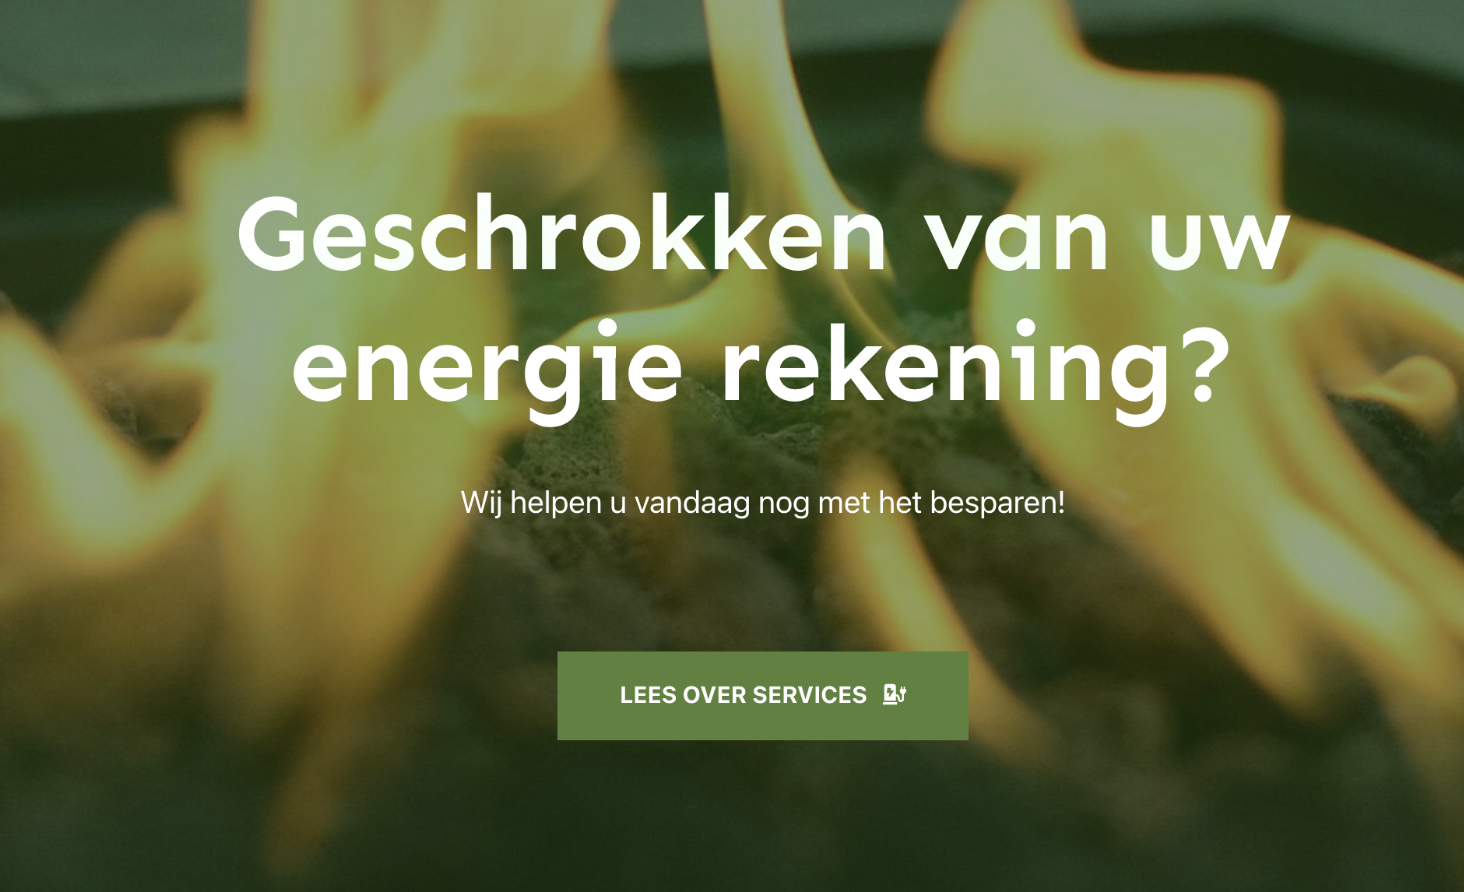 Geschrokken van uw
energie rekening?
Wij helpen u vandaag nog met het besparen!
LEES OVER SERVICES